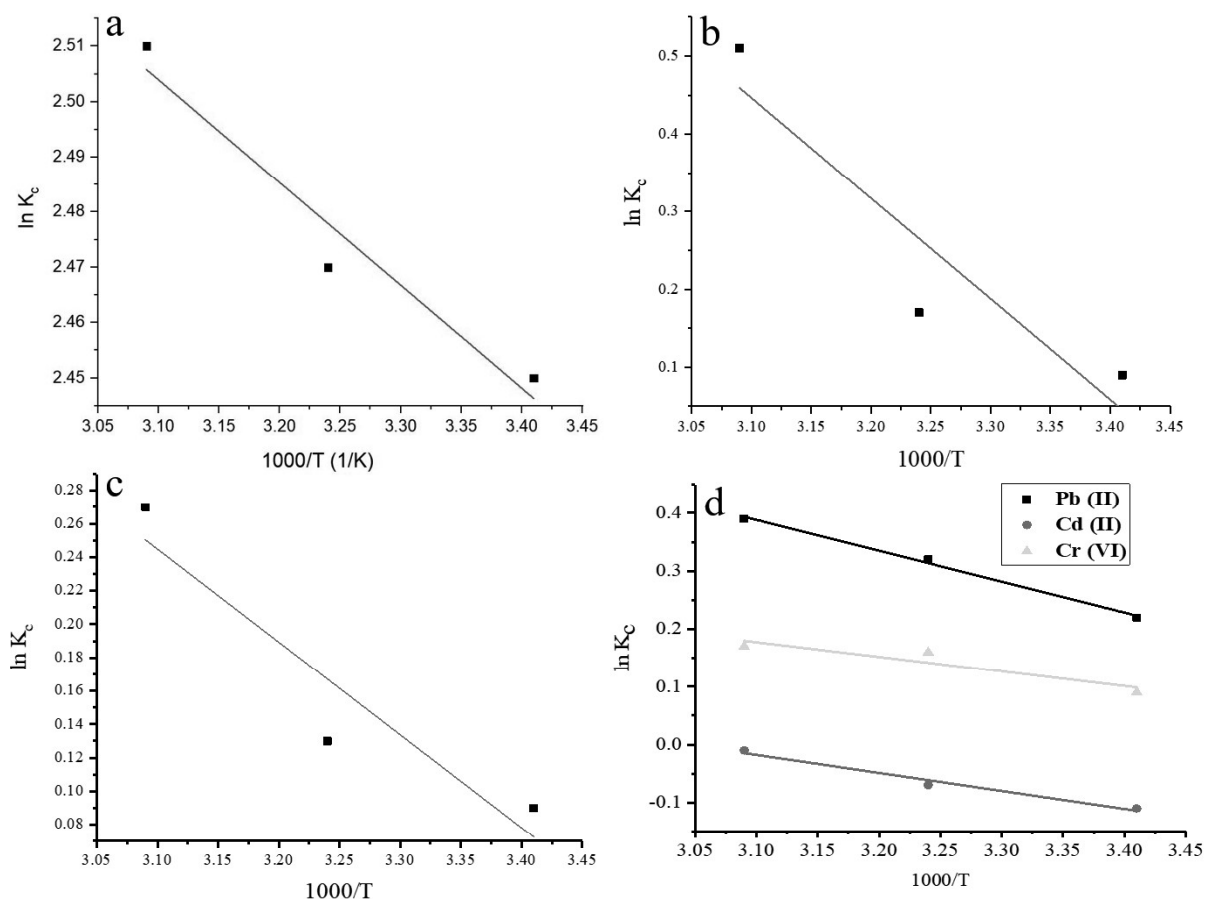 a
2.51
2.50
2.49
2.48
2.47
2.46
2.45
ln Kc
3.05 3.10 3.15 3.20 3.25 3.30 3.35 3.40 3.45
1000/T (1/K)
b
0.5
0.4
0.3
0.2
0.1
ln Kc
3.05 3.10 3.15 3.20 3.25 3.30 3.35 3.40 3.45
1000/T
c
0.28
0.26
0.24
0.22
0.20
0.18
0.16
0.14
0.12
0.10
0.08
ln Kc
3.05 3.10 3.15 3.20 3.25 3.30 3.35 3.40 3.45
1000/T
d
Pb (II)
Cd (II)
Cr (VI)
0.4
0.3
0.2
0.1
0.0
-0.1
ln Kc
3.05 3.10 3.15 3.20 3.25 3.30 3.35 3.40 3.45
1000/T